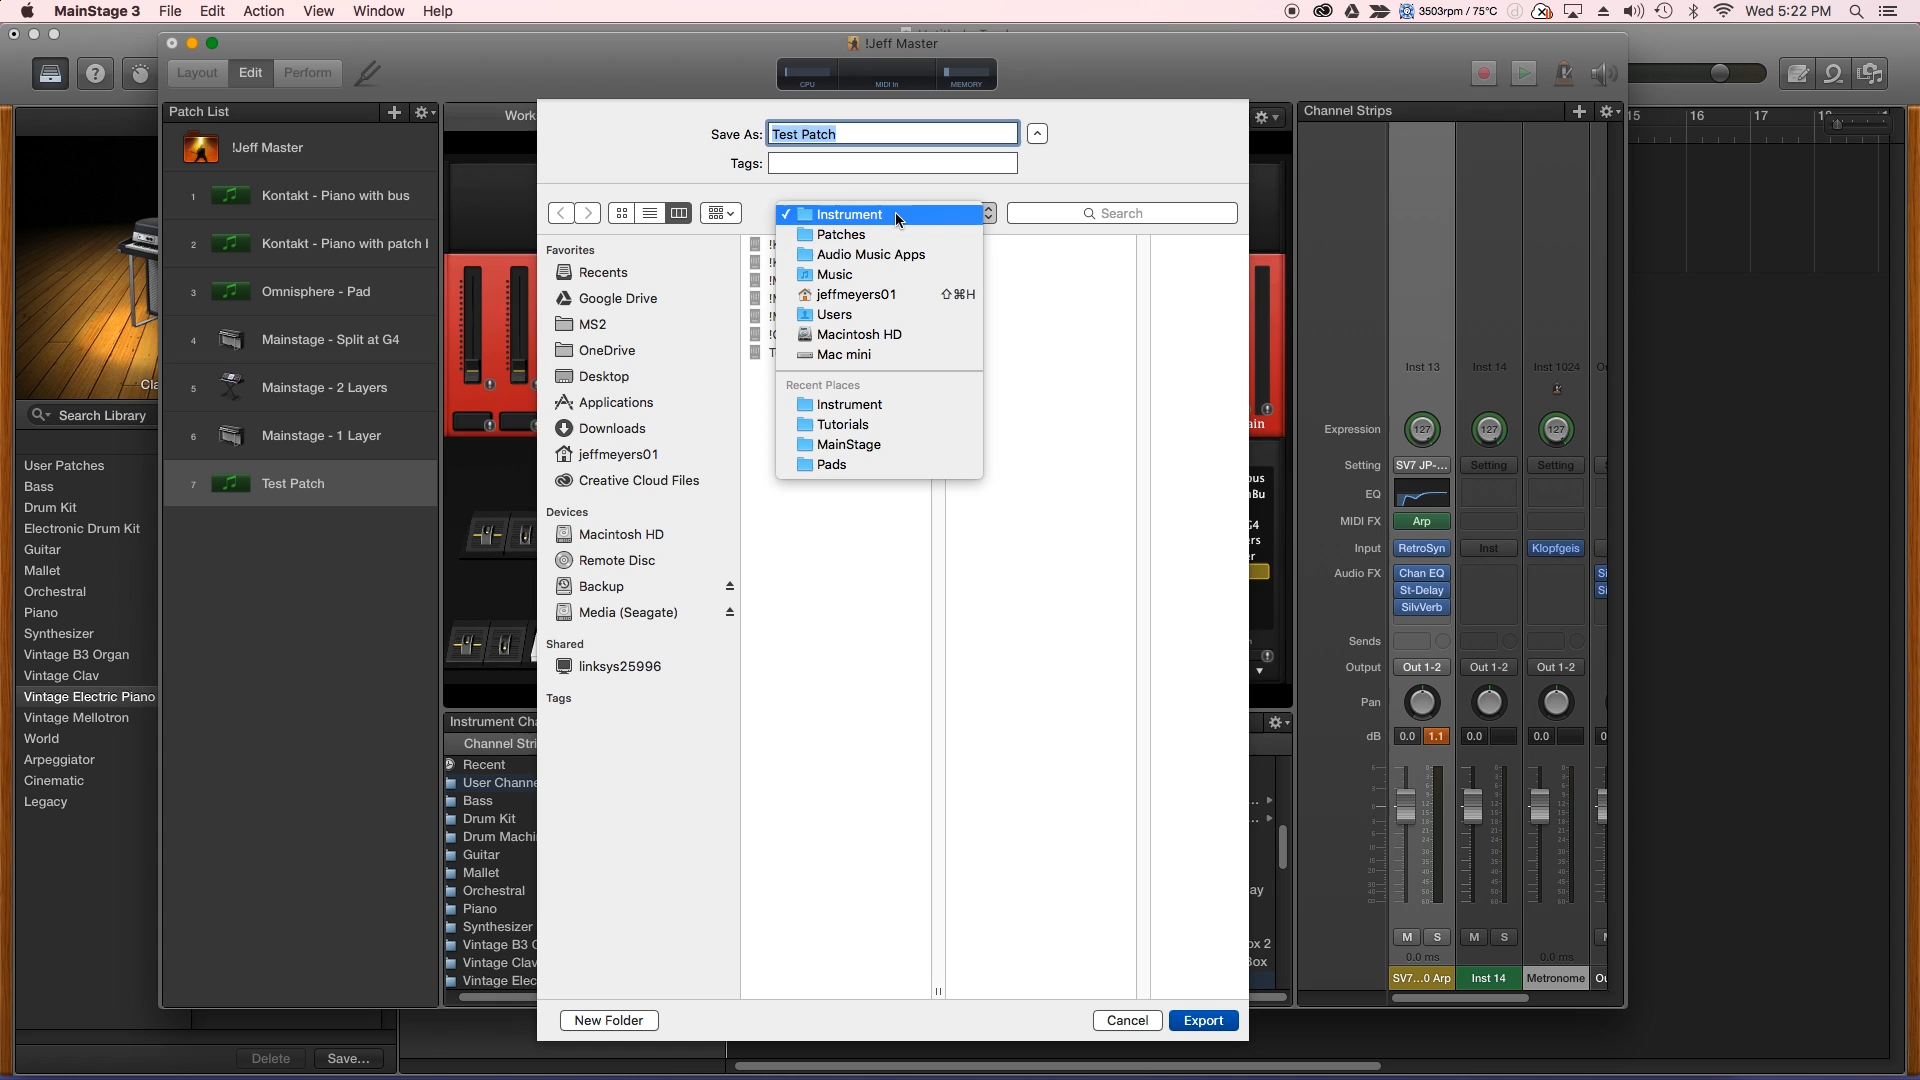 MainStage 3 File Edit Action View Window Help
3503rpm / 75°C Wed 5:22 PM
!Jeff Master
Layout Edit Perform
CPU MIDI In MEMORY
Patch List
!Jeff Master
1 Kontakt - Piano with bus
2 Kontakt - Piano with patch
3 Omnisphere - Pad
4 Mainstage - Split at G4
5 Mainstage - 2 Layers
6 Mainstage - 1 Layer
7 Test Patch
Search Library
User Patches
Bass
Drum Kit
Electronic Drum Kit
Guitar
Mallet
Orchestral
Piano
Synthesizer
Vintage B3 Organ
Vintage Clav
Vintage Electric Piano
Vintage Mellotron
World
Arpeggiator
Cinematic
Legacy
Delete Save...
Save As: Test Patch
Tags:
Search
Favorites
Recents
Google Drive
MS2
OneDrive
Desktop
Applications
Downloads
jeffmeyers01
Creative Cloud Files
Devices
Macintosh HD
Remote Disc
Backup
Media (Seagate)
Shared
linksys25996
Tags
✓ Instrument
Patches
Audio Music Apps
Music
jeffmeyers01 ⇧⌘H
Users
Macintosh HD
Mac mini
Recent Places
Instrument
Tutorials
MainStage
Pads
New Folder Cancel Export
Instrument Cha
Channel Stri
Recent
User Channe
Bass
Drum Kit
Drum Machi
Guitar
Mallet
Orchestral
Piano
Synthesizer
Vintage B3
Vintage Clav
Vintage Elec
Channel Strips
Inst 13 Inst 14 Inst 1024
Expression 127 127 127
Setting SV7 JP-... Setting Setting
EQ
MIDI FX Arp
Input RetroSyn Inst Klopfgeis
Audio FX Chan EQ
St-Delay
SilvVerb
Sends
Output Out 1-2 Out 1-2 Out 1-2
Pan
dB 0.0 1.1 0.0 0.0
M S M S
0.0 ms 0.0 ms
SV7...0 Arp Inst 14 Metronome
15 16 17